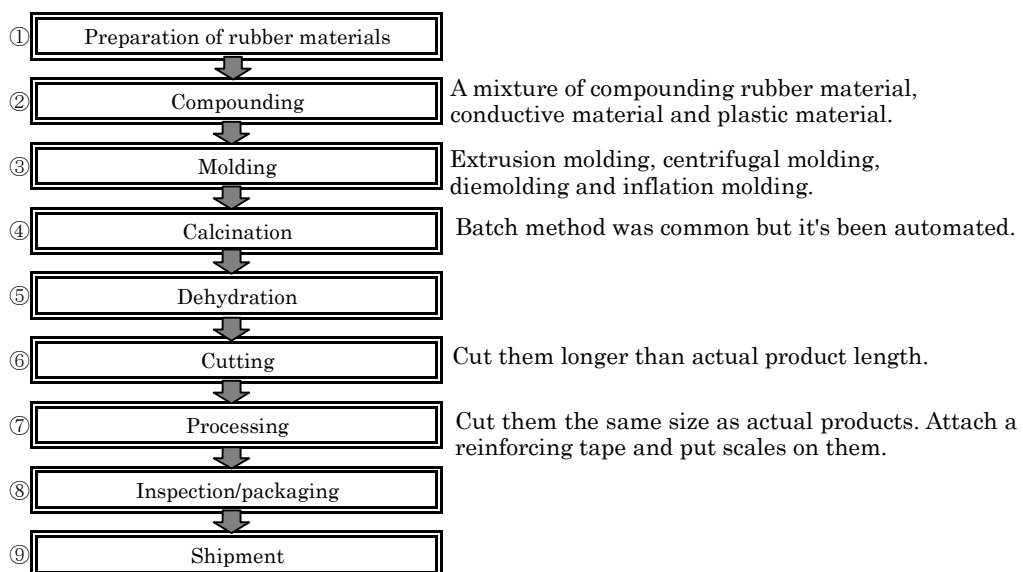 ① Preparation of rubber materials
② Compounding
A mixture of compounding rubber material,
conductive material and plastic material.
③ Molding
Extrusion molding, centrifugal molding,
diemolding and inflation molding.
④ Calcination
Batch method was common but it's been automated.
⑤ Dehydration
⑥ Cutting
Cut them longer than actual product length.
⑦ Processing
Cut them the same size as actual products. Attach a
reinforcing tape and put scales on them.
⑧ Inspection/packaging
⑨ Shipment